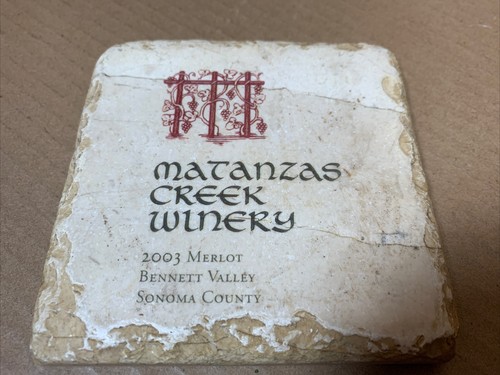 MATANZAS
CREEK
WINERY
2003 MERLOT
BENNETT VALLEY
SONOMA COUNTY